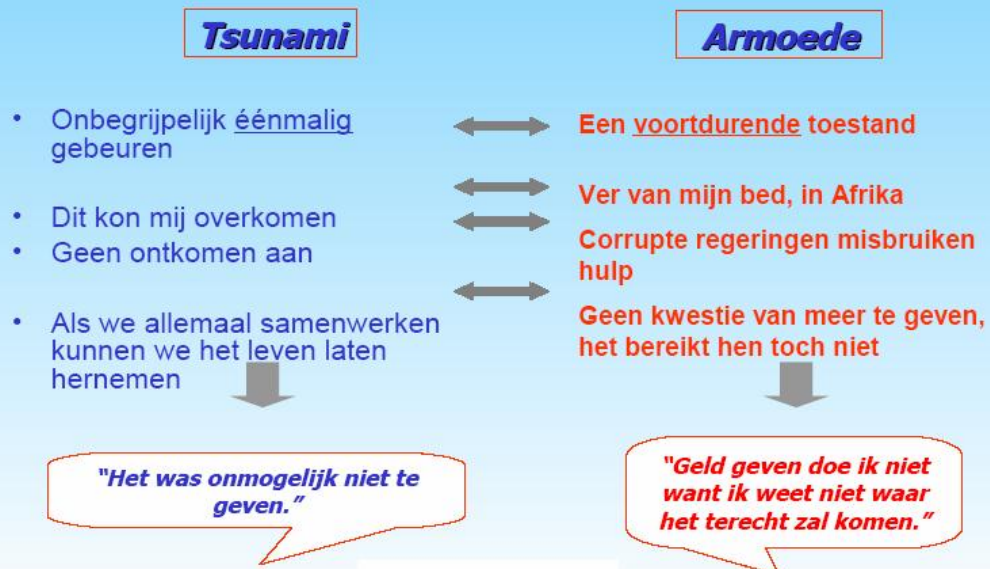 Tsunami
Armoede
• Onbegrijpelijk éénmalig
gebeuren
Een voortdurende toestand
• Dit kon mij overkomen
Ver van mijn bed, in Afrika
• Geen ontkomen aan
Corrupte regeringen misbruiken
hulp
• Als we allemaal samenwerken
kunnen we het leven laten
hernemen
Geen kwestie van meer te geven,
het bereikt hen toch niet
"Het was onmogelijk niet te
geven."
"Geld geven doe ik niet
want ik weet niet waar
het terecht zal komen."